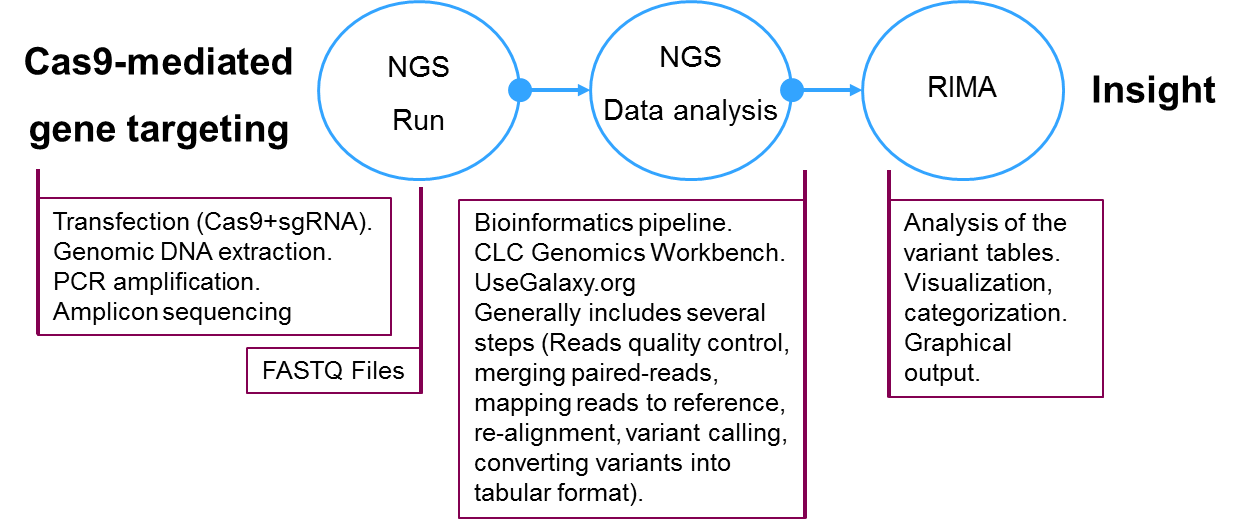 Cas9-mediated
gene targeting
NGS
Run
NGS
Data analysis
RIMA
Insight
Transfection (Cas9+sgRNA).
Genomic DNA extraction.
PCR amplification.
Amplicon sequencing
FASTQ Files
Bioinformatics pipeline.
CLC Genomics Workbench.
UseGalaxy.org
Generally includes several
steps (Reads quality control,
merging paired-reads,
mapping reads to reference,
re-alignment, variant calling,
converting variants into
tabular format).
Analysis of the
variant tables.
Visualization,
categorization.
Graphical
output.